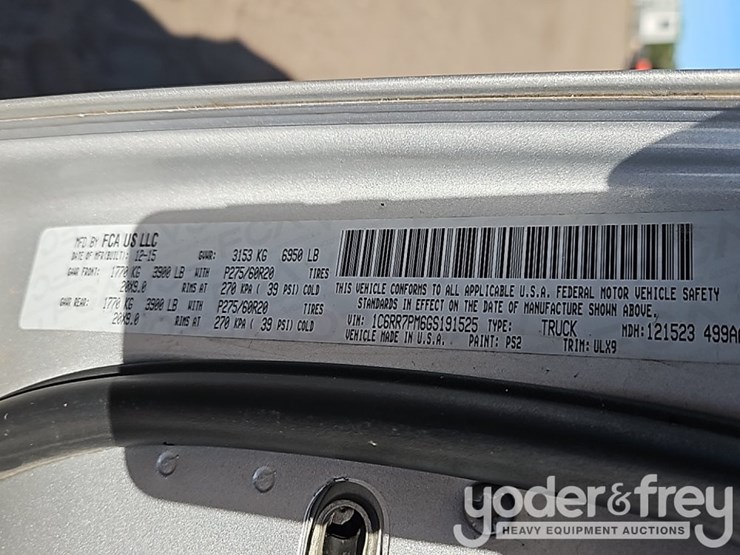 MFD BY FCA US LLC
DATE OF MFR(BUILT): 12-15 GVWR: 3153 KG 6950 LB
GAWR FRONT: 1770 KG 3900 LB WITH P275/60R20 TIRES
20X9.0 RIMS AT 270 KPA ( 39 PSI) COLD
GAWR REAR: 1770 KG 3900 LB WITH P275/60R20 TIRES
20X9.0 RIMS AT 270 KPA ( 39 PSI) COLD
THIS VEHICLE CONFORMS TO ALL APPLICABLE U.S.A. FEDERAL MOTOR VEHICLE SAFETY
STANDARDS IN EFFECT ON THE DATE OF MANUFACTURE SHOWN ABOVE.
VIN: 1C6RR7PM6GS191525 TYPE: TRUCK MDH:121523 499AA
VEHICLE MADE IN U.S.A. PAINT: PS2 TRIM: ULX9
yoder&frey
HEAVY EQUIPMENT AUCTIONS